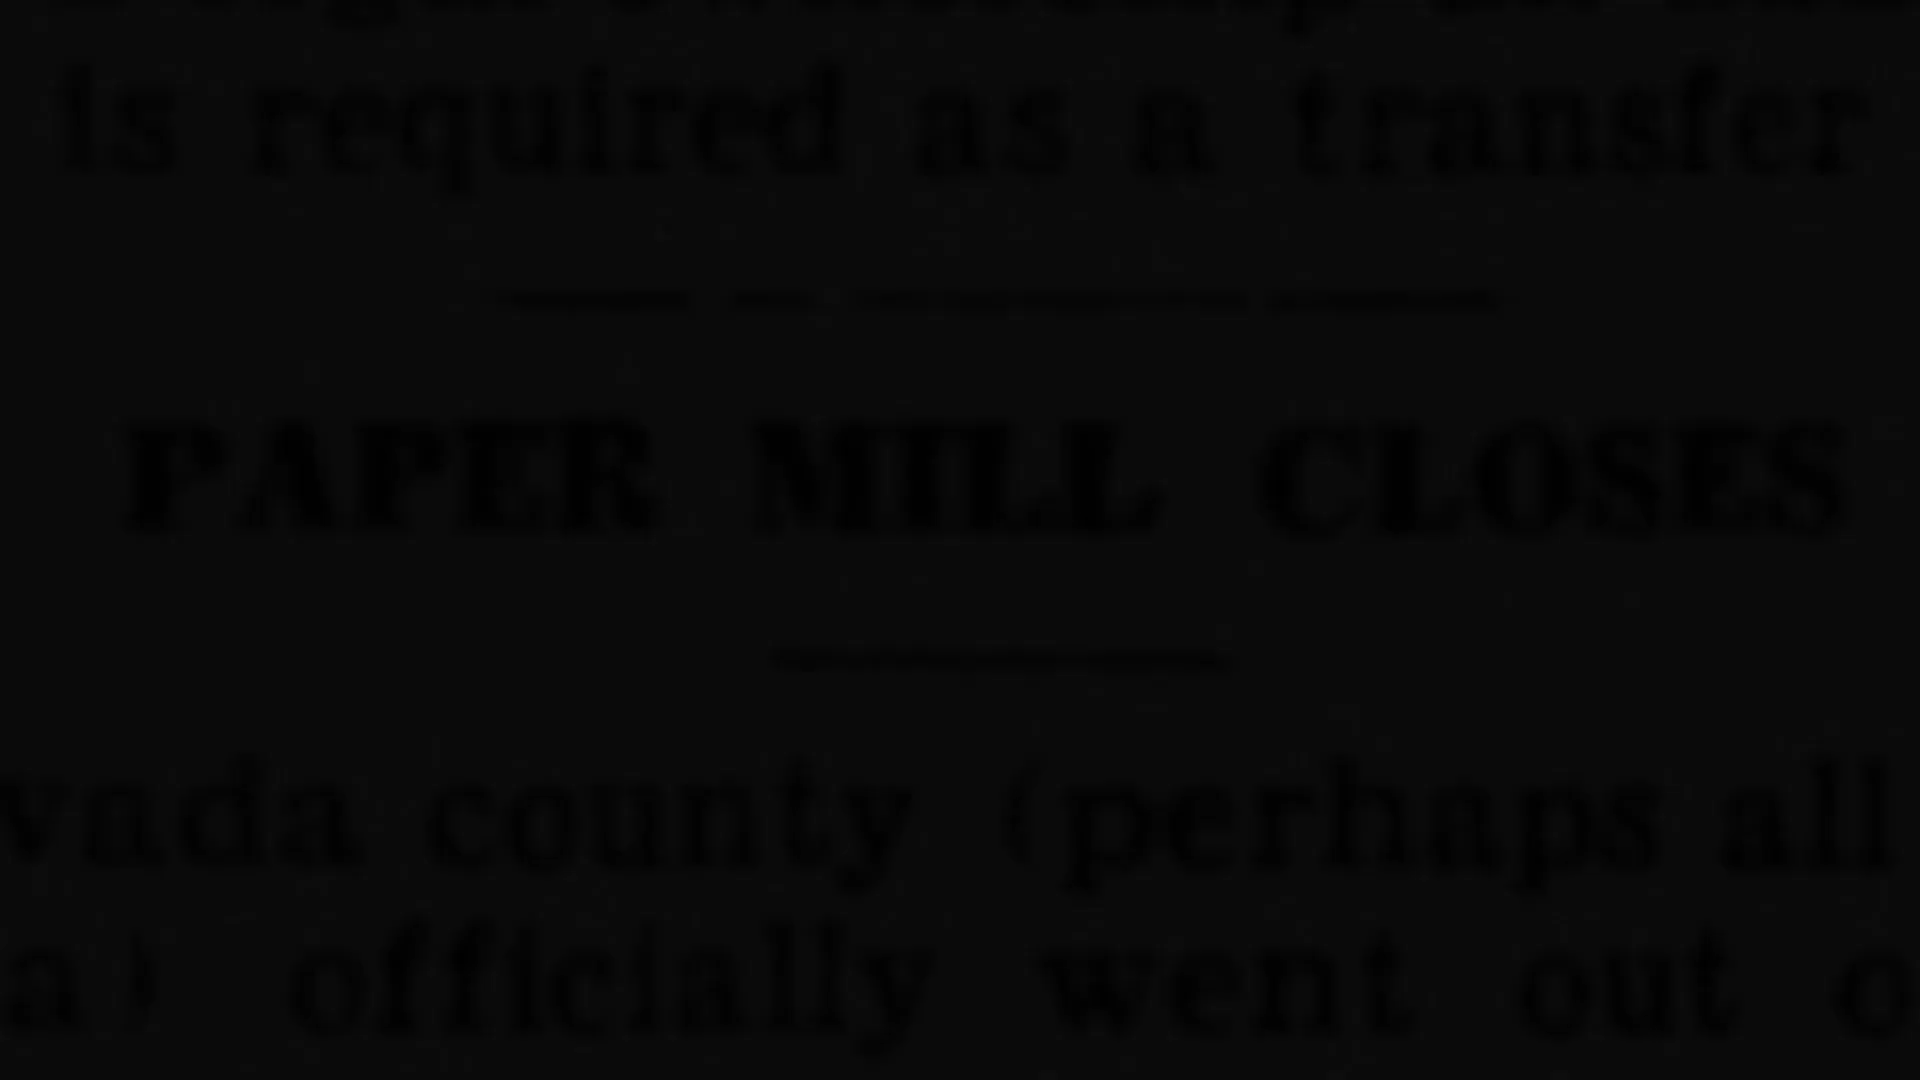 is required as a transfer
PAPER MILL CLOSES
vada county (perhaps all
a) officially went out o